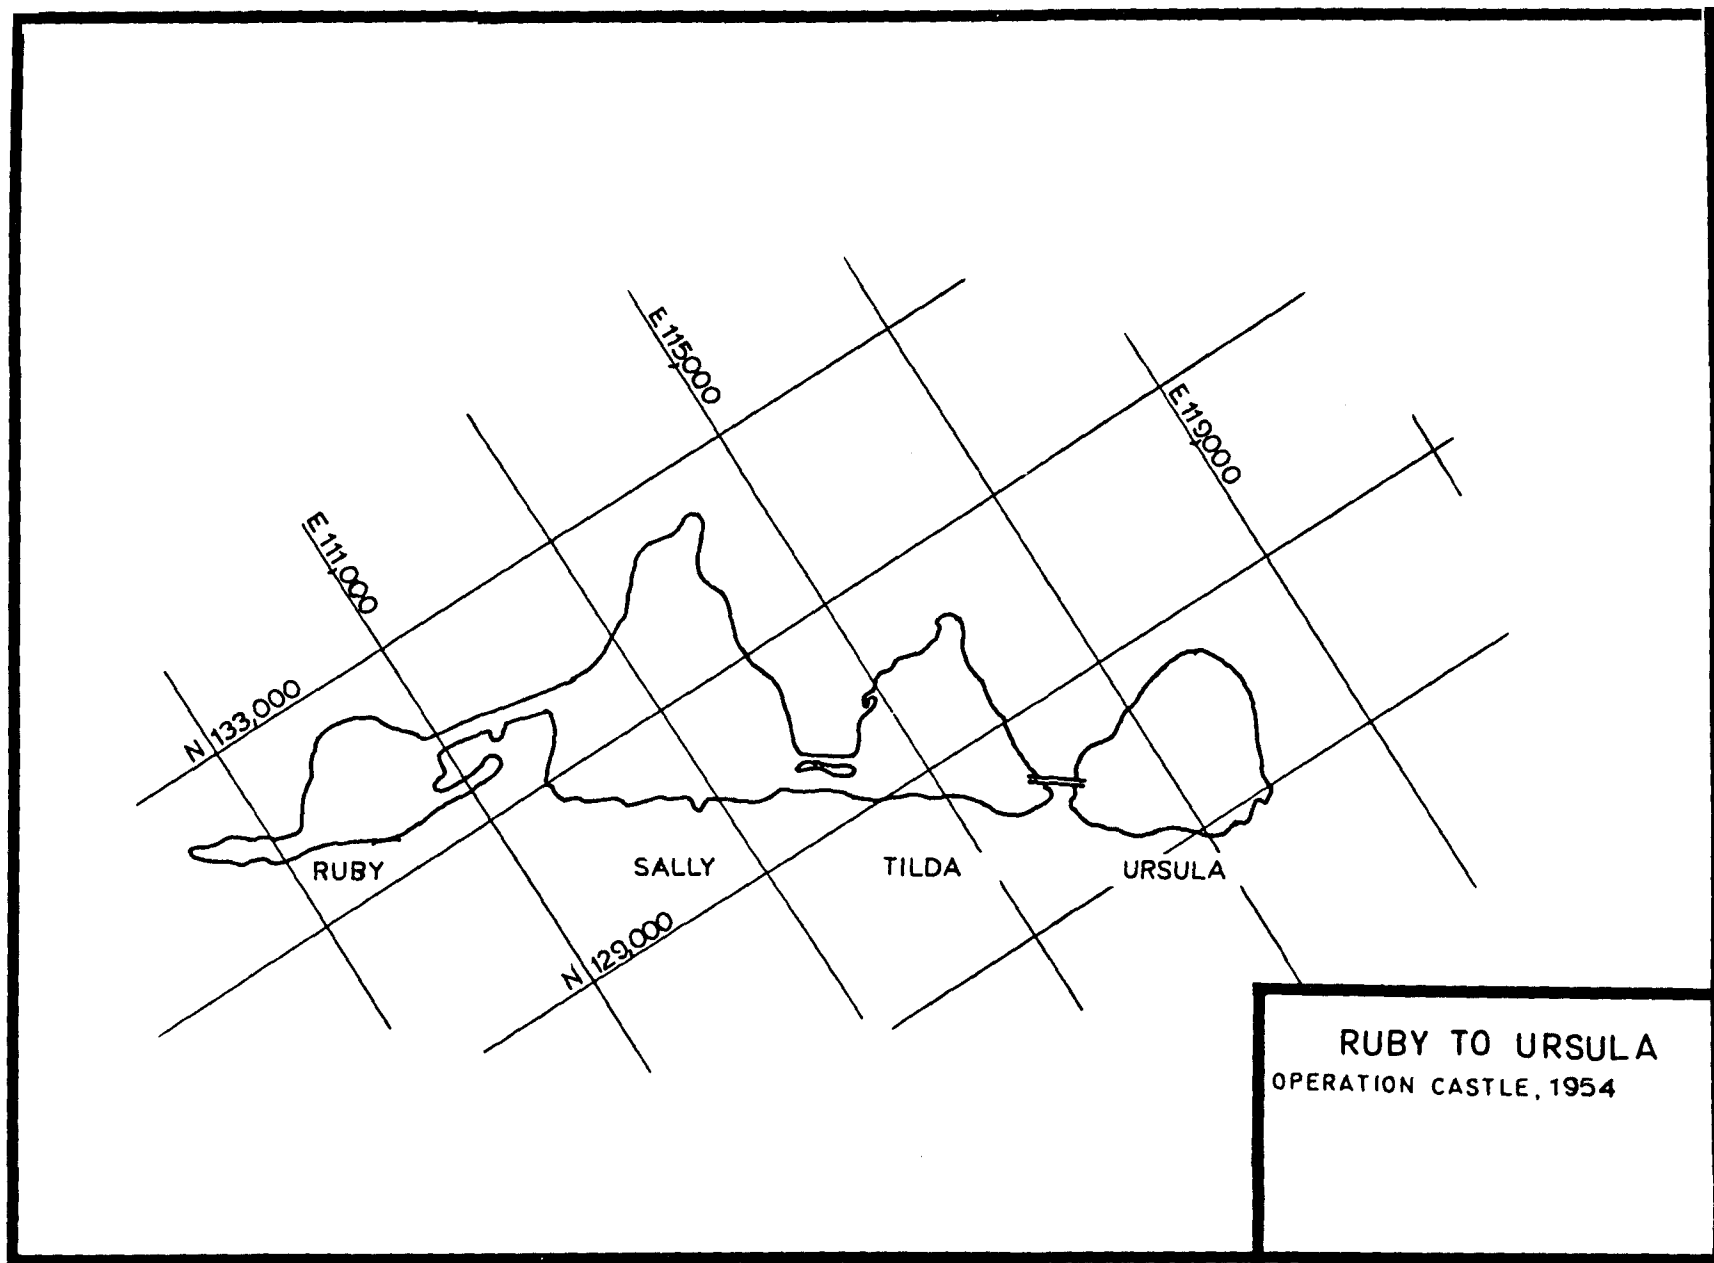 E 115,000
E 119,000
E 111,000
N 133,000
RUBY
SALLY
TILDA
URSULA
N 129,000
RUBY TO URSULA
OPERATION CASTLE, 1954